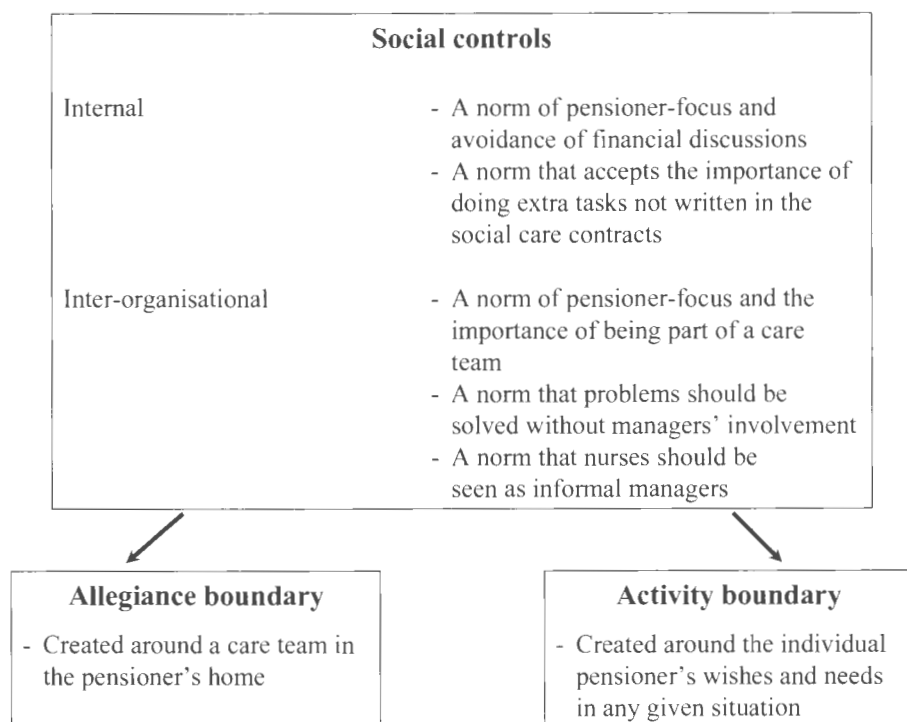 Social controls
Internal
- A norm of pensioner-focus and
avoidance of financial discussions
- A norm that accepts the importance of
doing extra tasks not written in the
social care contracts
Inter-organisational
- A norm of pensioner-focus and the
importance of being part of a care
team
- A norm that problems should be
solved without managers' involvement
- A norm that nurses should be
seen as informal managers
Allegiance boundary
- Created around a care team in
the pensioner's home
Activity boundary
- Created around the individual
pensioner's wishes and needs
in any given situation